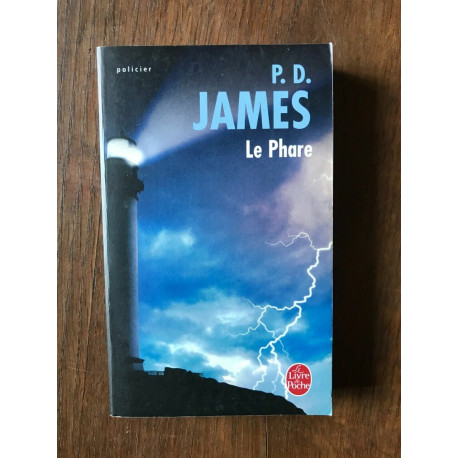 policier
P. D.
JAMES
Le Phare
Le
Livre
de
Poche